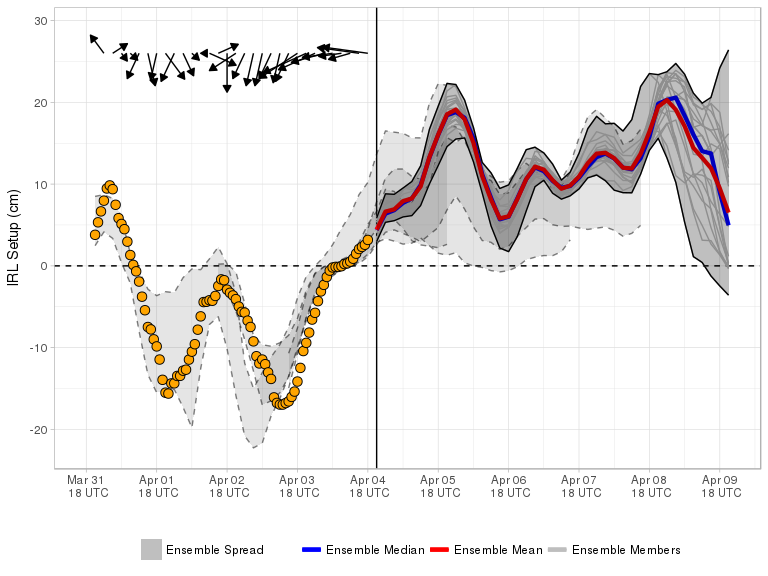 30
20
10
0
-10
-20
IRL Setup (cm)
Mar 31 Apr 01 Apr 02 Apr 03 Apr 04 Apr 05 Apr 06 Apr 07 Apr 08 Apr 09
18 UTC 18 UTC 18 UTC 18 UTC 18 UTC 18 UTC 18 UTC 18 UTC 18 UTC 18 UTC
Ensemble Spread Ensemble Median Ensemble Mean Ensemble Members